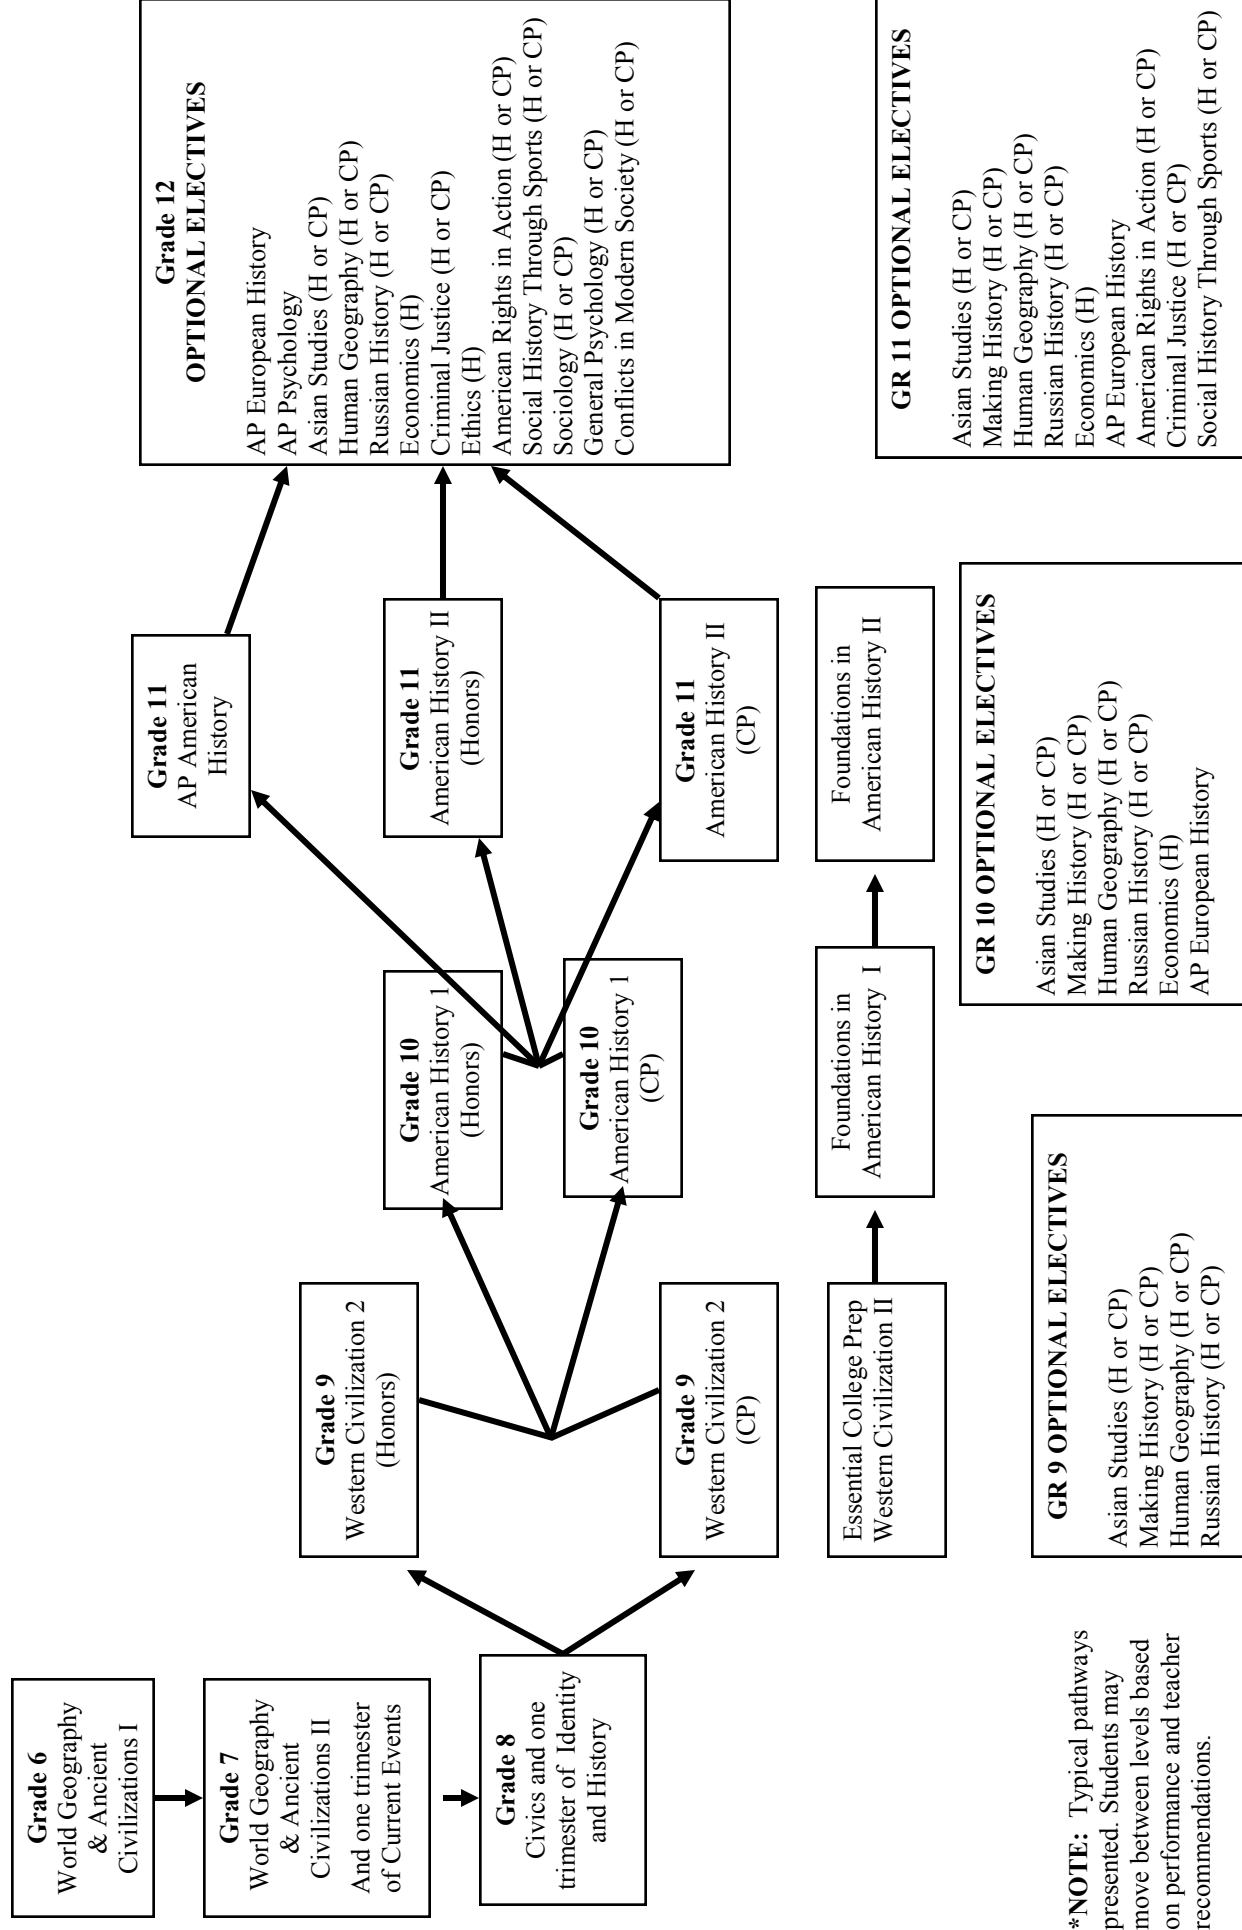 Grade 6
World Geography
& Ancient
Civilizations I
Grade 7
World Geography
& Ancient
Civilizations II
And one trimester
of Current Events
Grade 8
Civics and one
trimester of Identity
and History
Grade 9
Western Civilization 2
(Honors)
Grade 9
Western Civilization 2
(CP)
Essential College Prep
Western Civilization II
Grade 10
American History 1
(Honors)
Grade 10
American History 1
(CP)
Foundations in
American History I
Grade 11
AP American
History
Grade 11
American History II
(Honors)
Grade 11
American History II
(CP)
Foundations in
American History II
Grade 12
OPTIONAL ELECTIVES
AP European History
AP Psychology
Asian Studies (H or CP)
Human Geography (H or CP)
Russian History (H or CP)
Economics (H)
Criminal Justice (H or CP)
Ethics (H)
American Rights in Action (H or CP)
Social History Through Sports (H or CP)
Sociology (H or CP)
General Psychology (H or CP)
Conflicts in Modern Society (H or CP)
*NOTE: Typical pathways
presented. Students may
move between levels based
on performance and teacher
recommendations.
GR 9 OPTIONAL ELECTIVES
Asian Studies (H or CP)
Making History (H or CP)
Human Geography (H or CP)
Russian History (H or CP)
GR 10 OPTIONAL ELECTIVES
Asian Studies (H or CP)
Making History (H or CP)
Human Geography (H or CP)
Russian History (H or CP)
Economics (H)
AP European History
GR 11 OPTIONAL ELECTIVES
Asian Studies (H or CP)
Making History (H or CP)
Human Geography (H or CP)
Russian History (H or CP)
Economics (H)
AP European History
American Rights in Action (H or CP)
Criminal Justice (H or CP)
Social History Through Sports (H or CP)